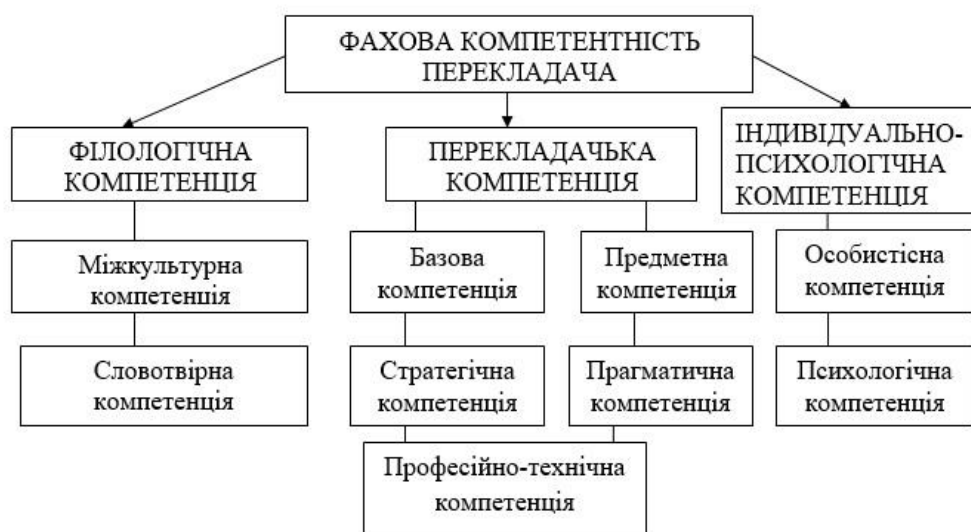 ФАХОВА КОМПЕТЕНТНІСТЬ
ПЕРЕКЛАДАЧА
ФІЛОЛОГІЧНА
КОМПЕТЕНЦІЯ
ПЕРЕКЛАДАЧЬКА
КОМПЕТЕНЦІЯ
ІНДИВІДУАЛЬНО-
ПСИХОЛОГІЧНА
КОМПЕТЕНЦІЯ
Міжкультурна
компетенція
Базова
компетенція
Предметна
компетенція
Особистісна
компетенція
Словотвірна
компетенція
Стратегічна
компетенція
Прагматична
компетенція
Психологічна
компетенція
Професійно-технічна
компетенція